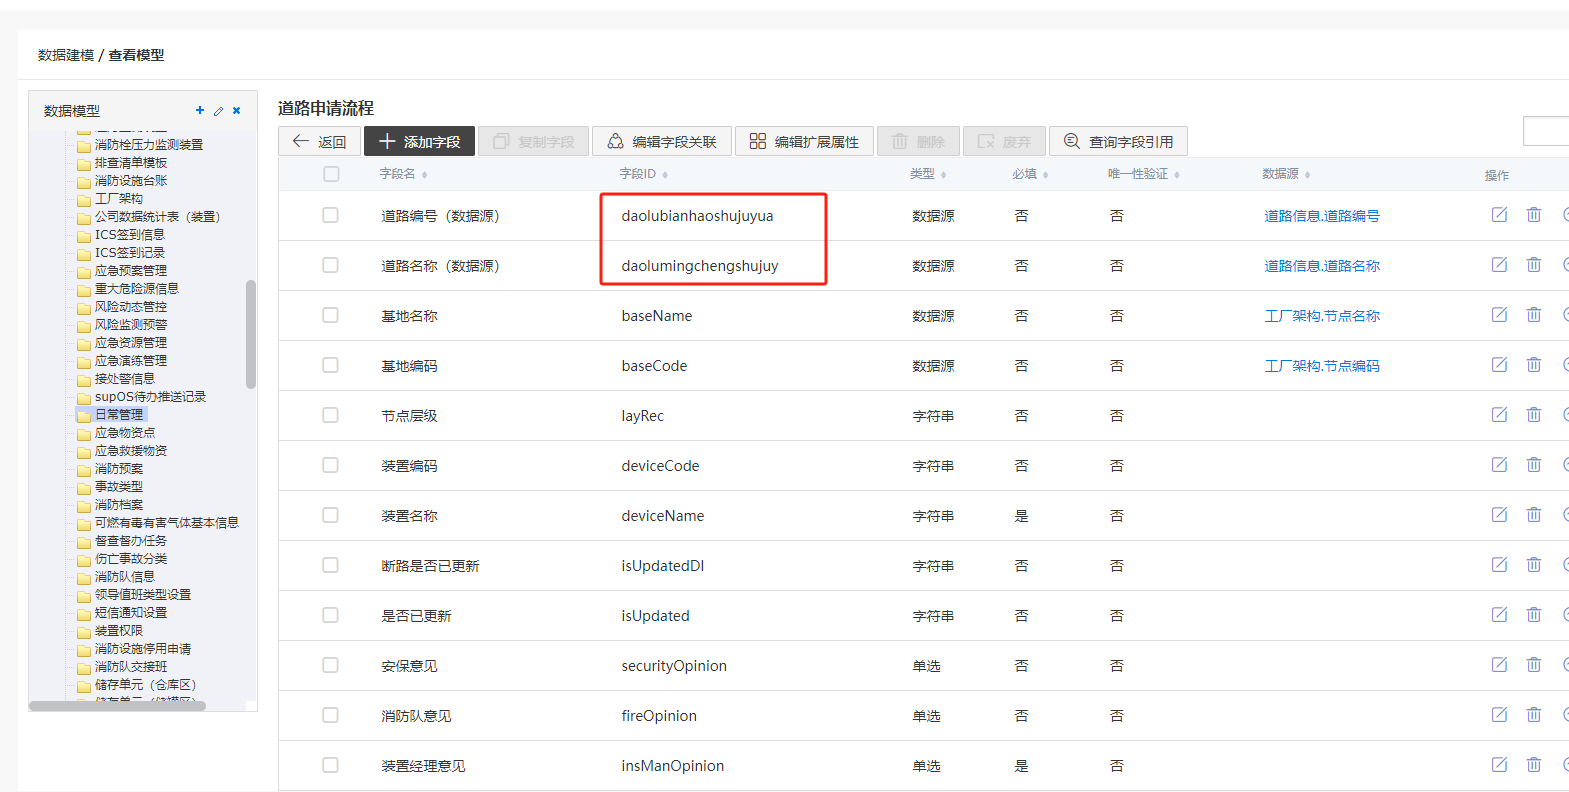 数据建模 / 查看模型
数据模型
消防栓压力监测装置
排查清单模板
消防设施台账
工厂架构
公司数据统计表（装置）
ICS签到信息
ICS签到记录
应急预案管理
重大危险源信息
风险动态管控
风险监测预警
应急资源管理
应急演练管理
接处警信息
supOS待办推送记录
日常管理
应急物资点
应急救援物资
消防预案
事故类型
消防档案
可燃有毒有害气体基本信息
督查督办任务
伤亡事故分类
消防队信息
领导值班类型设置
短信通知设置
装置权限
消防设施停用申请
消防队交接班
储存单元（仓库区）
道路申请流程
返回 添加字段 复制字段 编辑字段关联 编辑扩展属性 删除 废弃 查询字段引用
字段名 字段ID 类型 必填 唯一性验证 数据源 操作
道路编号（数据源） daolubianhaoshujuyua 数据源 否 否 道路信息.道路编号
道路名称（数据源） daolumingchengshujuy 数据源 否 否 道路信息.道路名称
基地名称 baseName 数据源 否 否 工厂架构.节点名称
基地编码 baseCode 数据源 否 否 工厂架构.节点编码
节点层级 layRec 字符串 否 否
装置编码 deviceCode 字符串 否 否
装置名称 deviceName 字符串 是 否
断路是否已更新 isUpdatedDl 字符串 否 否
是否已更新 isUpdated 字符串 否 否
安保意见 securityOpinion 单选 否 否
消防队意见 fireOpinion 单选 否 否
装置经理意见 insManOpinion 单选 是 否